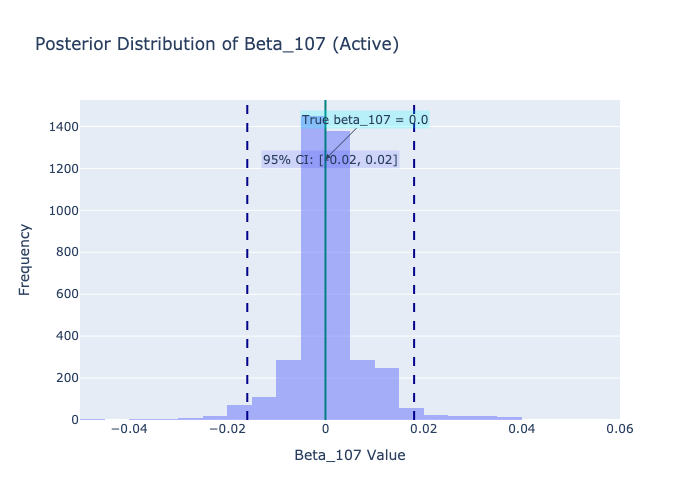 Posterior Distribution of Beta_107 (Active)
True beta_107 = 0.0
95% CI: [-0.02, 0.02]
1400
1200
1000
800
600
400
200
0
Frequency
−0.04
−0.02
0
0.02
0.04
0.06
Beta_107 Value